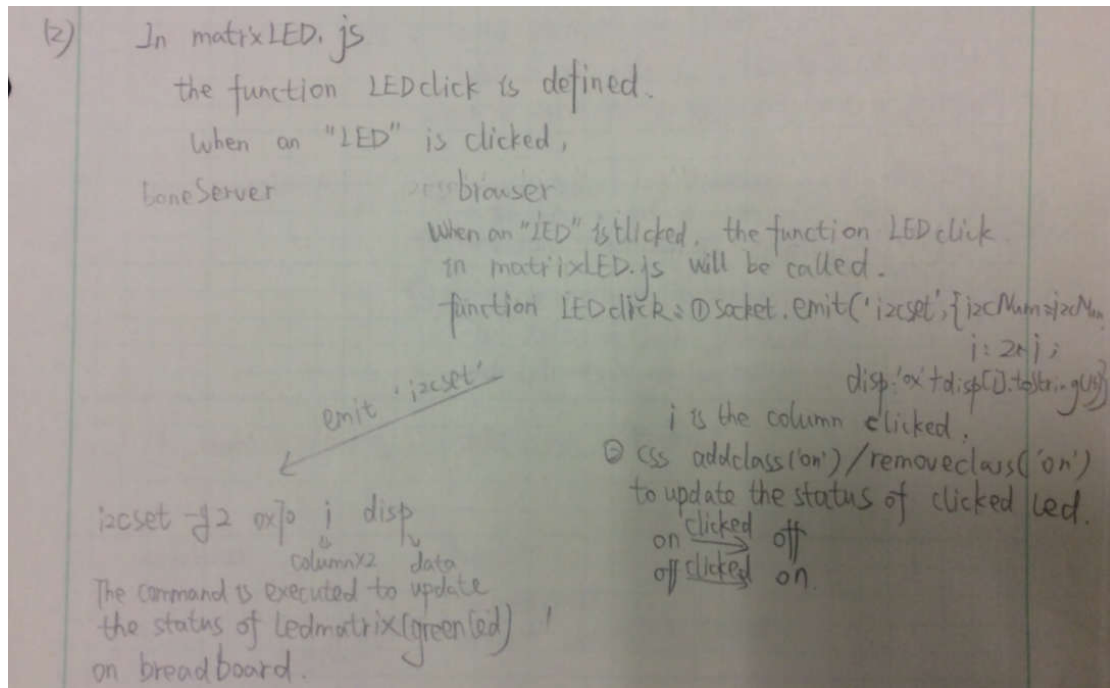 (2) In matrixLED.js
the function LEDclick is defined.
When an "LED" is clicked,
boneServer browser
When an "LED" is clicked, the function LEDclick
in matrixLED.js will be called.
function LEDclick: ① socket.emit('i2cset', {i2cNum: i2cNum,
i: 2*i,
disp: '0x'+disp[i].toString(16)}
i is the column clicked.
② css addclass('on')/removeclass('on')
to update the status of clicked led.
on clicked off
off clicked on.
emit 'i2cset'
i2cset -y 2 0x70 i disp
column×2 data
The command is executed to update
the status of ledmatrix(green led)
on breadboard.